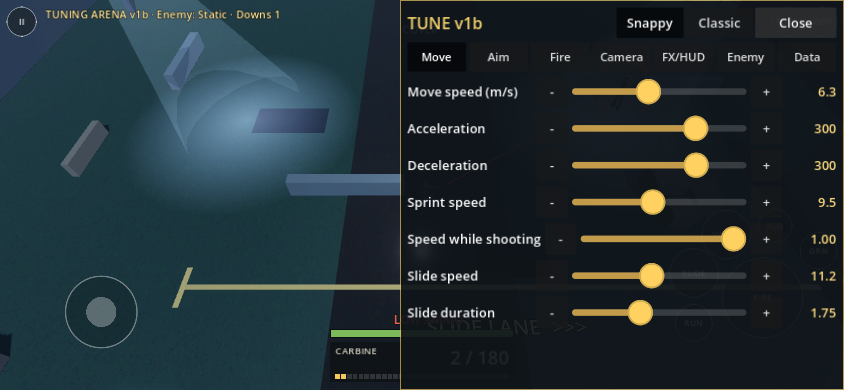 TUNING ARENA v1b · Enemy: Static · Downs 1
TUNE v1b
Snappy
Classic
Close
Move
Aim
Fire
Camera
FX/HUD
Enemy
Data
Move speed (m/s) - + 6.3
Acceleration - + 300
Deceleration - + 300
Sprint speed - + 9.5
Speed while shooting - + 1.00
Slide speed - + 11.2
Slide duration - + 1.75
SLIDE LANE >>>
RUN
CARBINE
2 / 180